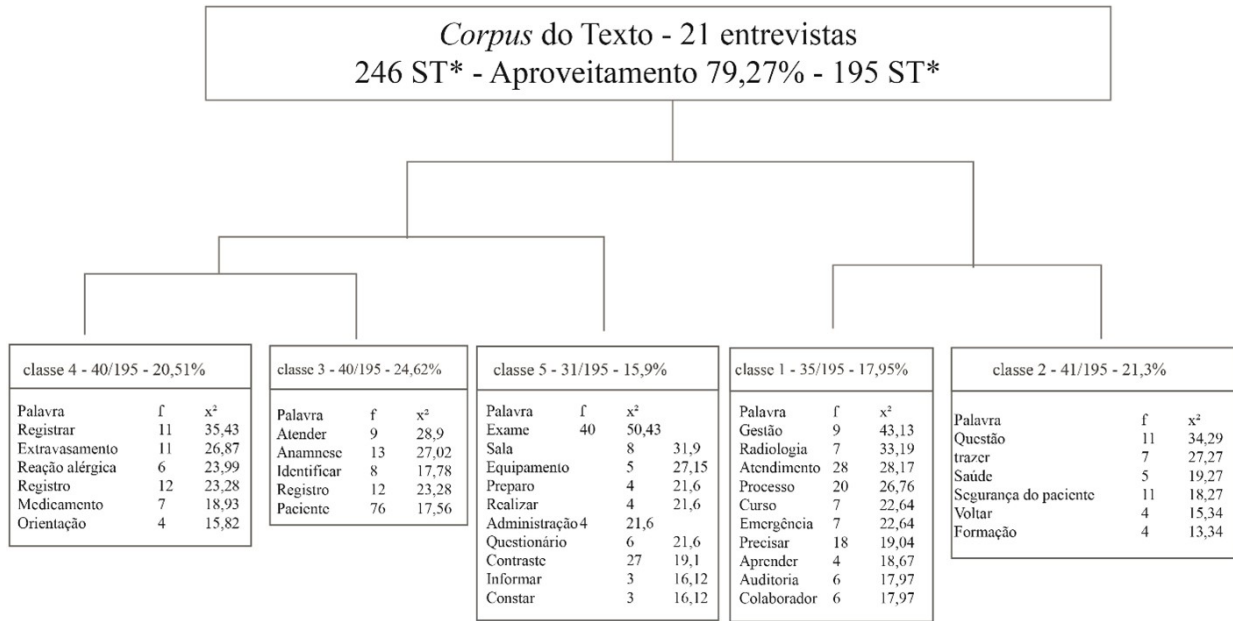 Corpus do Texto - 21 entrevistas
246 ST* - Aproveitamento 79,27% - 195 ST*
classe 4 - 40/195 - 20,51%
Palavra f x²
Registrar 11 35,43
Extravasamento 11 26,87
Reação alérgica 6 23,99
Registro 12 23,28
Medicamento 7 18,93
Orientação 4 15,82
classe 3 - 40/195 - 24,62%
Palavra f x²
Atender 9 28,9
Anamnese 13 27,02
Identificar 8 17,78
Registro 12 23,28
Paciente 76 17,56
classe 5 - 31/195 - 15,9%
Palavra f x²
Exame 40 50,43
Sala 8 31,9
Equipamento 5 27,15
Preparo 4 21,6
Realizar 4 21,6
Administração 4 21,6
Questionário 6 21,6
Contraste 27 19,1
Informar 3 16,12
Constar 3 16,12
classe 1 - 35/195 - 17,95%
Palavra f x²
Gestão 9 43,13
Radiologia 7 33,19
Atendimento 28 28,17
Processo 20 26,76
Curso 7 22,64
Emergência 7 22,64
Precisar 18 19,04
Aprender 4 18,67
Auditoria 6 17,97
Colaborador 6 17,97
classe 2 - 41/195 - 21,3%
Palavra f x²
Questão 11 34,29
trazer 7 27,27
Saúde 5 19,27
Segurança do paciente 11 18,27
Voltar 4 15,34
Formação 4 13,34